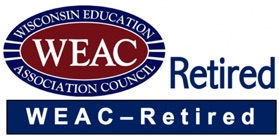 WISCONSIN EDUCATION
WEAC
ASSOCIATION COUNCIL
Retired
WEAC–Retired